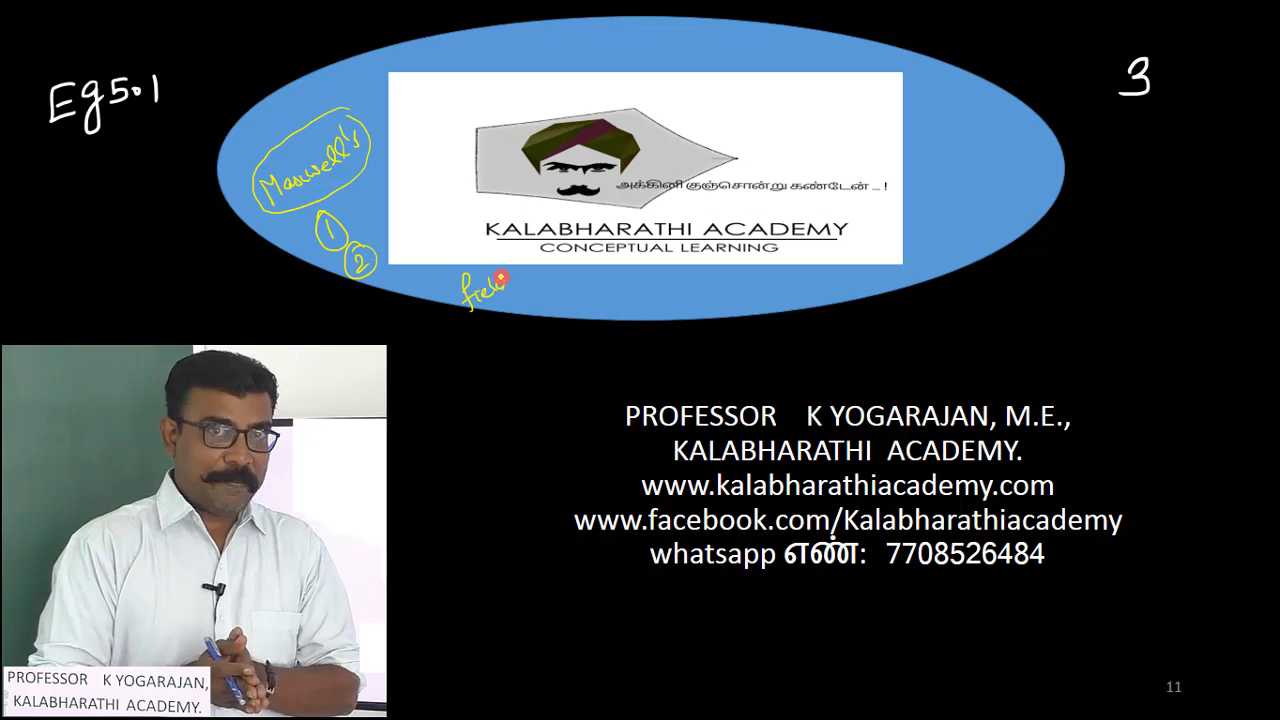 Eg 5.1
3
Maxwell's
1
2
அக்கினி குஞ்சொன்று கண்டேன் ... !
KALABHARATHI ACADEMY
CONCEPTUAL LEARNING
PROFESSOR K YOGARAJAN, M.E.,
KALABHARATHI ACADEMY.
www.kalabharathiacademy.com
www.facebook.com/Kalabharathiacademy
whatsapp எண்: 7708526484
PROFESSOR K YOGARAJAN,
KALABHARATHI ACADEMY.
11